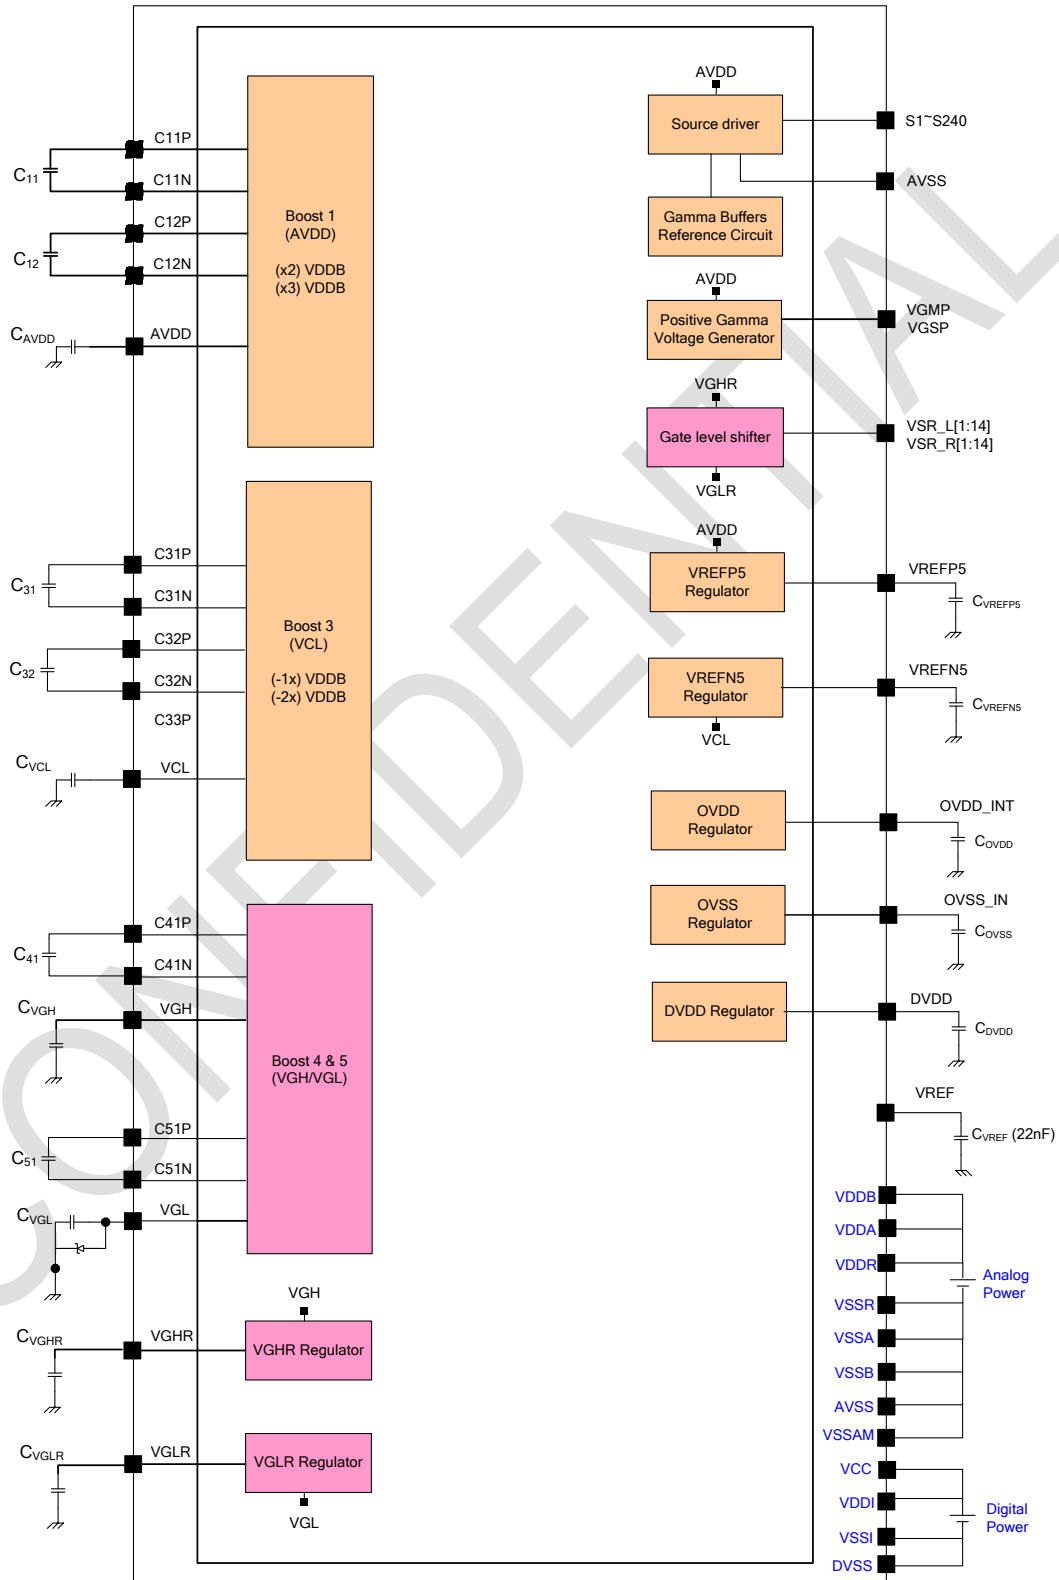 C11P
C11
C11N
C12P
C12
C12N
CAVDD
AVDD
Boost 1
(AVDD)
(x2) VDDB
(x3) VDDB
C31P
C31
C31N
C32P
C32
C32N
C33P
CVCL
VCL
Boost 3
(VCL)
(-1x) VDDB
(-2x) VDDB
C41P
C41
C41N
CVGH
VGH
C51P
C51
C51N
CVGL
VGL
Boost 4 & 5
(VGH/VGL)
VGH
CVGHR
VGHR
VGHR Regulator
CVGLR
VGLR
VGLR Regulator
VGL
AVDD
Source driver
S1~S240
AVSS
Gamma Buffers
Reference Circuit
AVDD
Positive Gamma
Voltage Generator
VGMP
VGSP
VGHR
Gate level shifter
VSR_L[1:14]
VSR_R[1:14]
VGLR
AVDD
VREFP5
Regulator
VREFP5
CVREFP5
VREFN5
Regulator
VREFN5
CVREFN5
VCL
OVDD
Regulator
OVDD_INT
COVDD
OVSS
Regulator
OVSS_IN
COVSS
DVDD Regulator
DVDD
CDVDD
VREF
CVREF (22nF)
VDDB
VDDA
VDDR
VSSR
VSSA
VSSB
AVSS
VSSAM
Analog
Power
VCC
VDDI
VSSI
DVSS
Digital
Power
CONFIDENTIAL